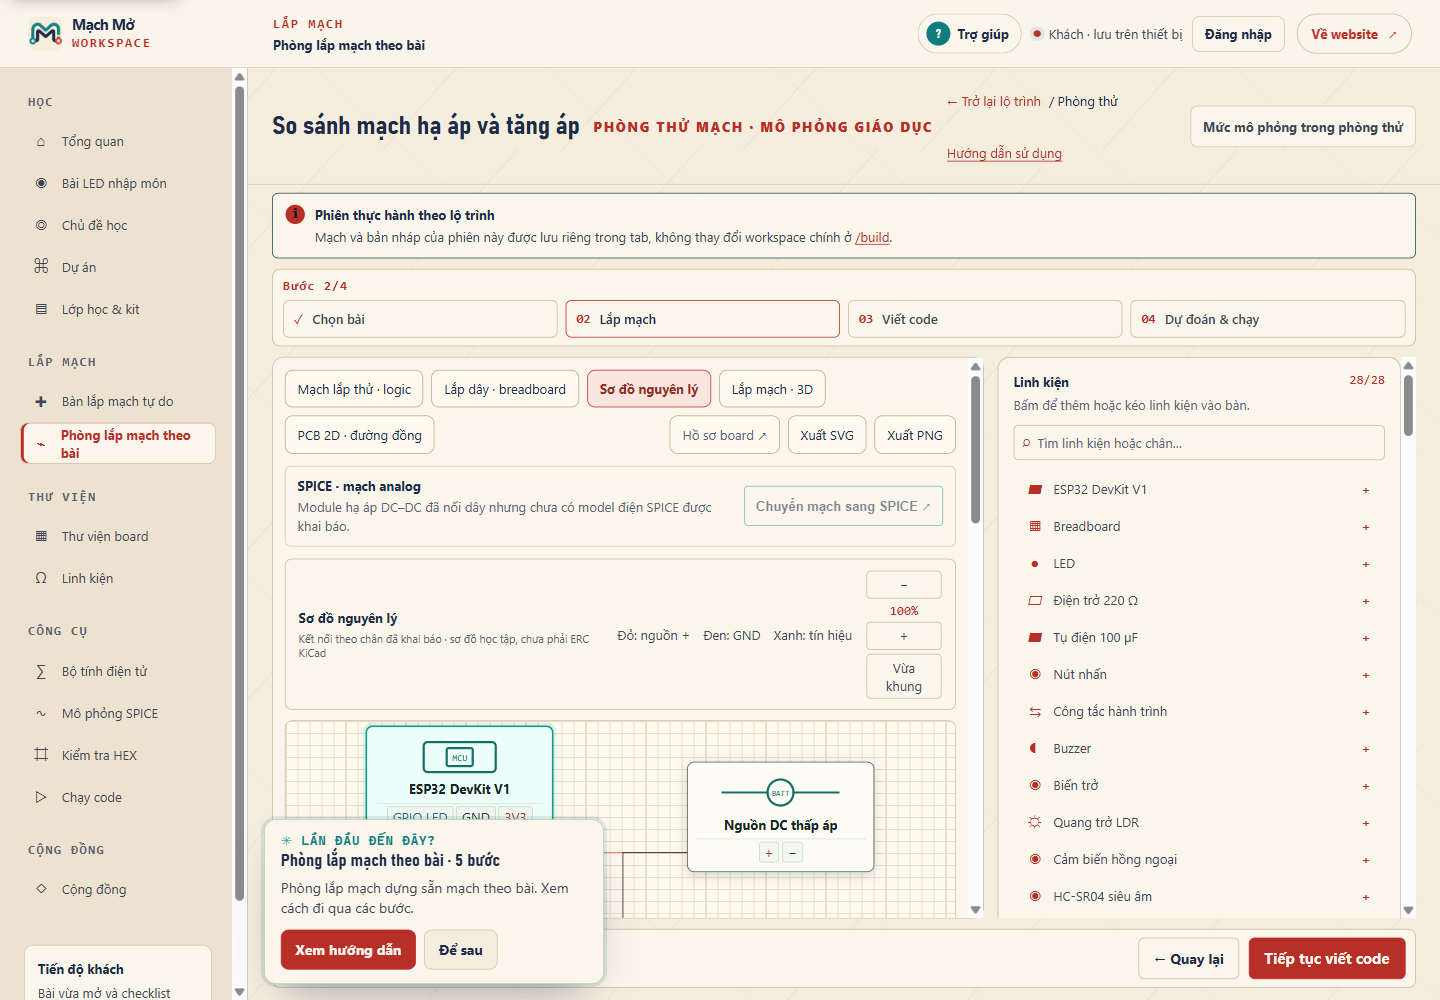 Mạch Mở
WORKSPACE
LẮP MẠCH
Phòng lắp mạch theo bài
? Trợ giúp
Khách · lưu trên thiết bị
Đăng nhập
Về website ↗
HỌC
Tổng quan
Bài LED nhập môn
Chủ đề học
Dự án
Lớp học & kit
LẮP MẠCH
Bàn lắp mạch tự do
Phòng lắp mạch theo
bài
THƯ VIỆN
Thư viện board
Linh kiện
CÔNG CỤ
Bộ tính điện tử
Mô phỏng SPICE
Kiểm tra HEX
Chạy code
CỘNG ĐỒNG
Cộng đồng
Tiến độ khách
Bài vừa mở và checklist
So sánh mạch hạ áp và tăng áp
PHÒNG THỬ MẠCH · MÔ PHỎNG GIÁO DỤC
← Trở lại lộ trình / Phòng thử
Hướng dẫn sử dụng
Mức mô phỏng trong phòng thử
Phiên thực hành theo lộ trình
Mạch và bản nháp của phiên này được lưu riêng trong tab, không thay đổi workspace chính ở /build.
Bước 2/4
✓ Chọn bài
02 Lắp mạch
03 Viết code
04 Dự đoán & chạy
Mạch lắp thử · logic
Lắp dây · breadboard
Sơ đồ nguyên lý
Lắp mạch · 3D
PCB 2D · đường đồng
Hồ sơ board ↗
Xuất SVG
Xuất PNG
SPICE · mạch analog
Module hạ áp DC–DC đã nối dây nhưng chưa có model điện SPICE được
khai báo.
Chuyển mạch sang SPICE ↗
Sơ đồ nguyên lý
Kết nối theo chân đã khai báo · sơ đồ học tập, chưa phải ERC
KiCad
Đỏ: nguồn + Đen: GND Xanh: tín hiệu
−
100%
+
Vừa
khung
MCU
ESP32 DevKit V1
GPIO LED GND 3V3
BATT
Nguồn DC thấp áp
+ −
LẦN ĐẦU ĐẾN ĐÂY?
Phòng lắp mạch theo bài · 5 bước
Phòng lắp mạch dựng sẵn mạch theo bài. Xem
cách đi qua các bước.
Xem hướng dẫn
Để sau
Linh kiện
28/28
Bấm để thêm hoặc kéo linh kiện vào bàn.
Tìm linh kiện hoặc chân...
ESP32 DevKit V1 +
Breadboard +
LED +
Điện trở 220 Ω +
Tụ điện 100 µF +
Nút nhấn +
Công tắc hành trình +
Buzzer +
Biến trở +
Quang trở LDR +
Cảm biến hồng ngoại +
HC-SR04 siêu âm +
← Quay lại
Tiếp tục viết code